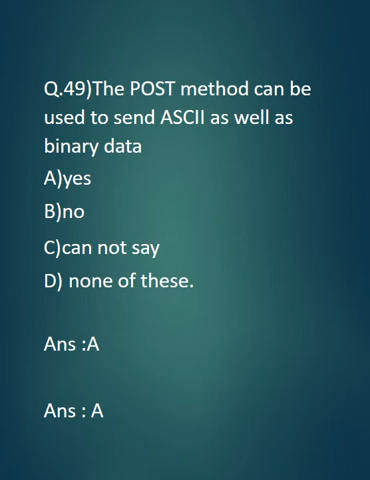 Q.49)The POST method can be
used to send ASCII as well as
binary data
A)yes
B)no
C)can not say
D) none of these.
Ans :A
Ans : A